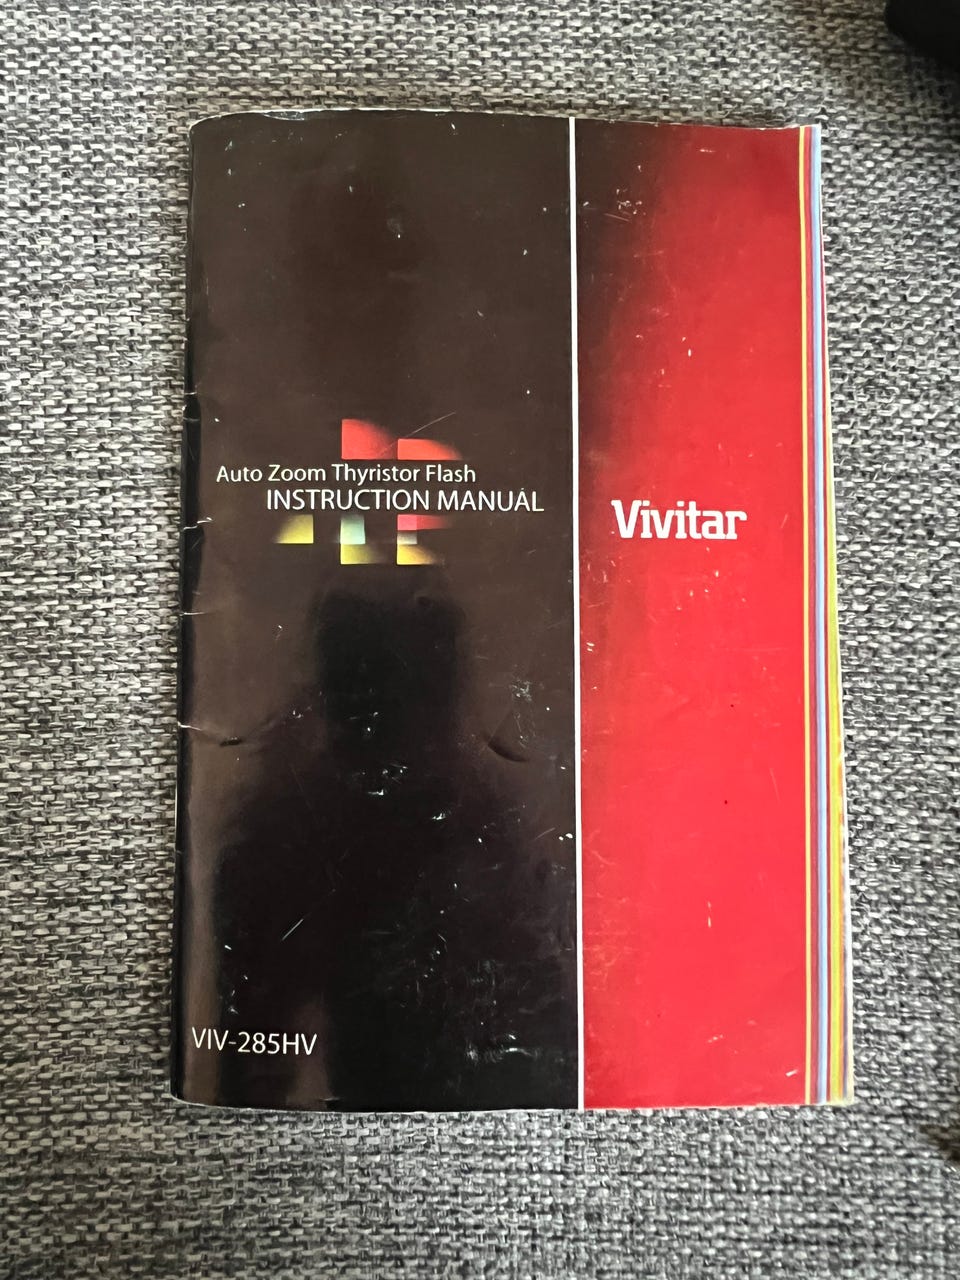 Auto Zoom Thyristor Flash
INSTRUCTION MANUAL
Vivitar
VIV-285HV